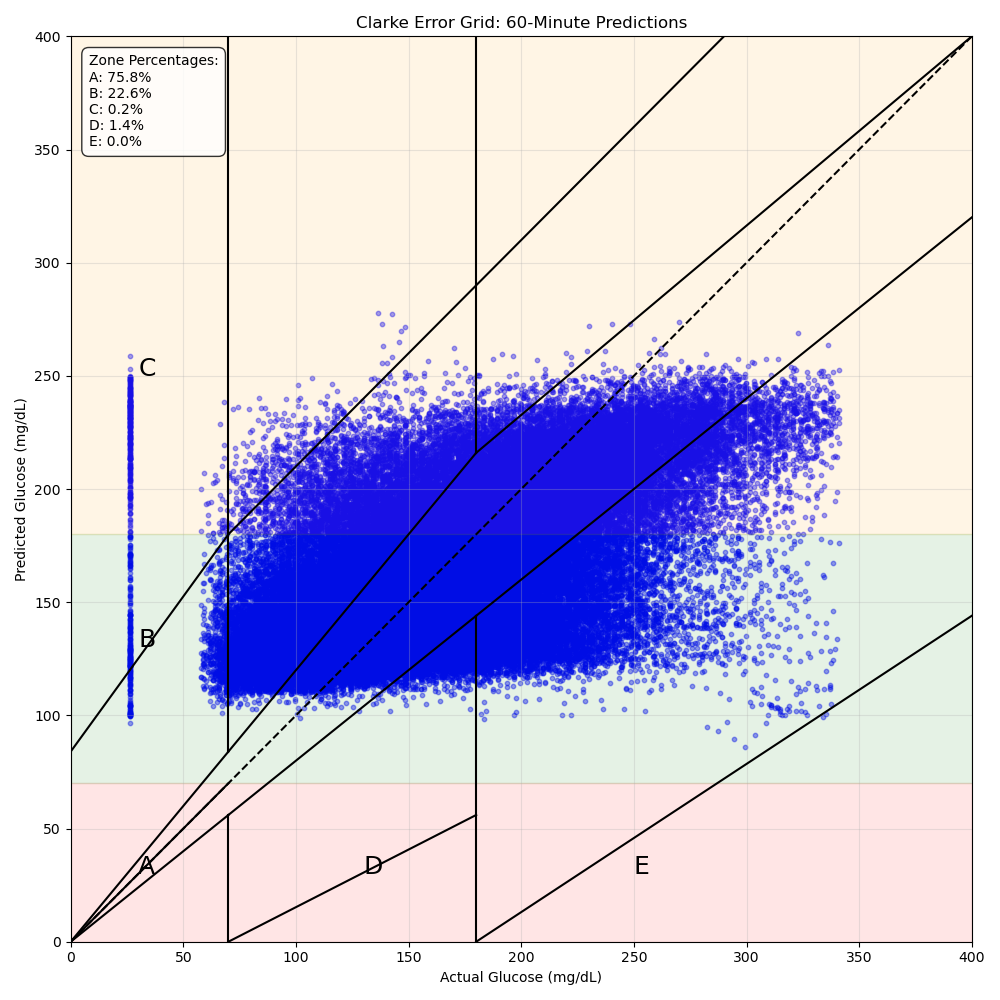 Clarke Error Grid: 60-Minute Predictions
Zone Percentages:
A: 75.8%
B: 22.6%
C: 0.2%
D: 1.4%
E: 0.0%
400
350
300
250
200
150
100
50
0
Predicted Glucose (mg/dL)
C
B
A
D
E
0
50
100
150
200
250
300
350
400
Actual Glucose (mg/dL)